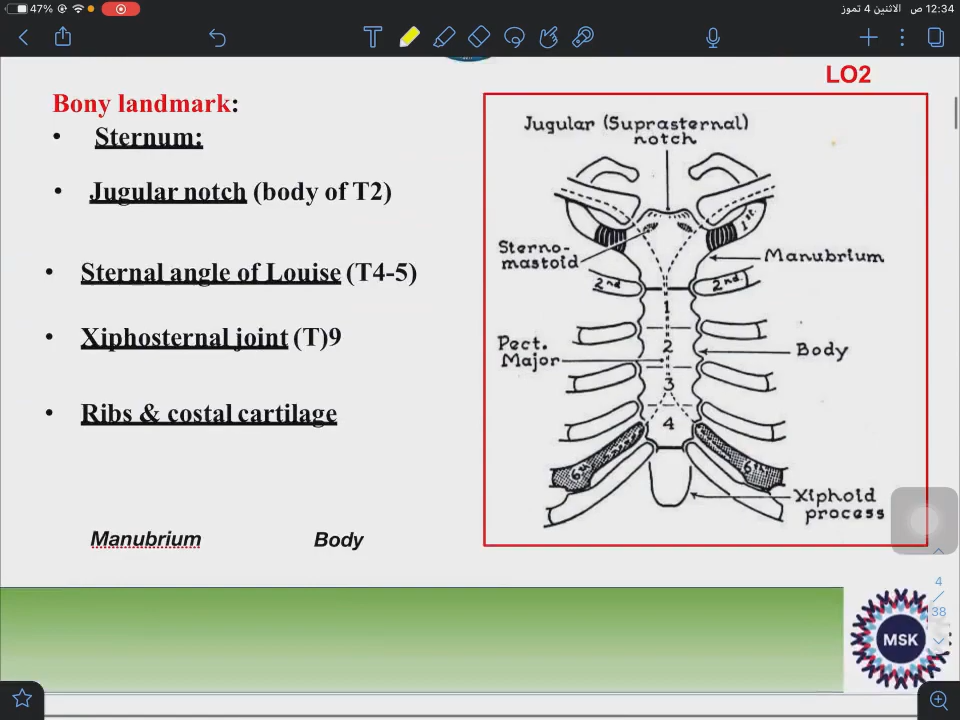 47%
12:34 ص الاثنين 4 تموز
LO2
Bony landmark:
• Sternum:
• Jugular notch (body of T2)
• Sternal angle of Louise (T4-5)
• Xiphosternal joint (T)9
• Ribs & costal cartilage
Manubrium Body
Jugular (Suprasternal)
notch
1st.
Sterno-
mastoid
Manubrium
2nd 2nd
1
Pect.
Major
2
Body
3
4
6th 6th
Xiphoid
process
4
/
38
MSK